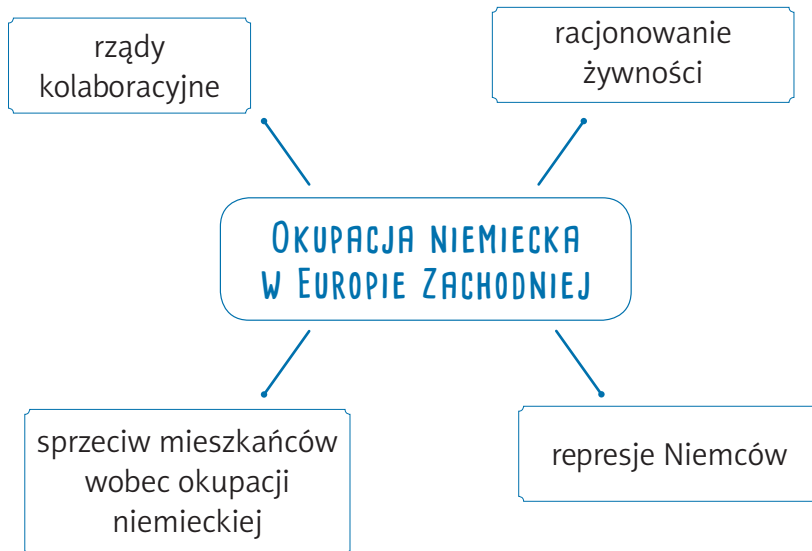 rządy
kolaboracyjne
racjonowanie
żywności
OKUPACJA NIEMIECKA
W EUROPIE ZACHODNIEJ
sprzeciw mieszkańców
wobec okupacji
niemieckiej
represje Niemców